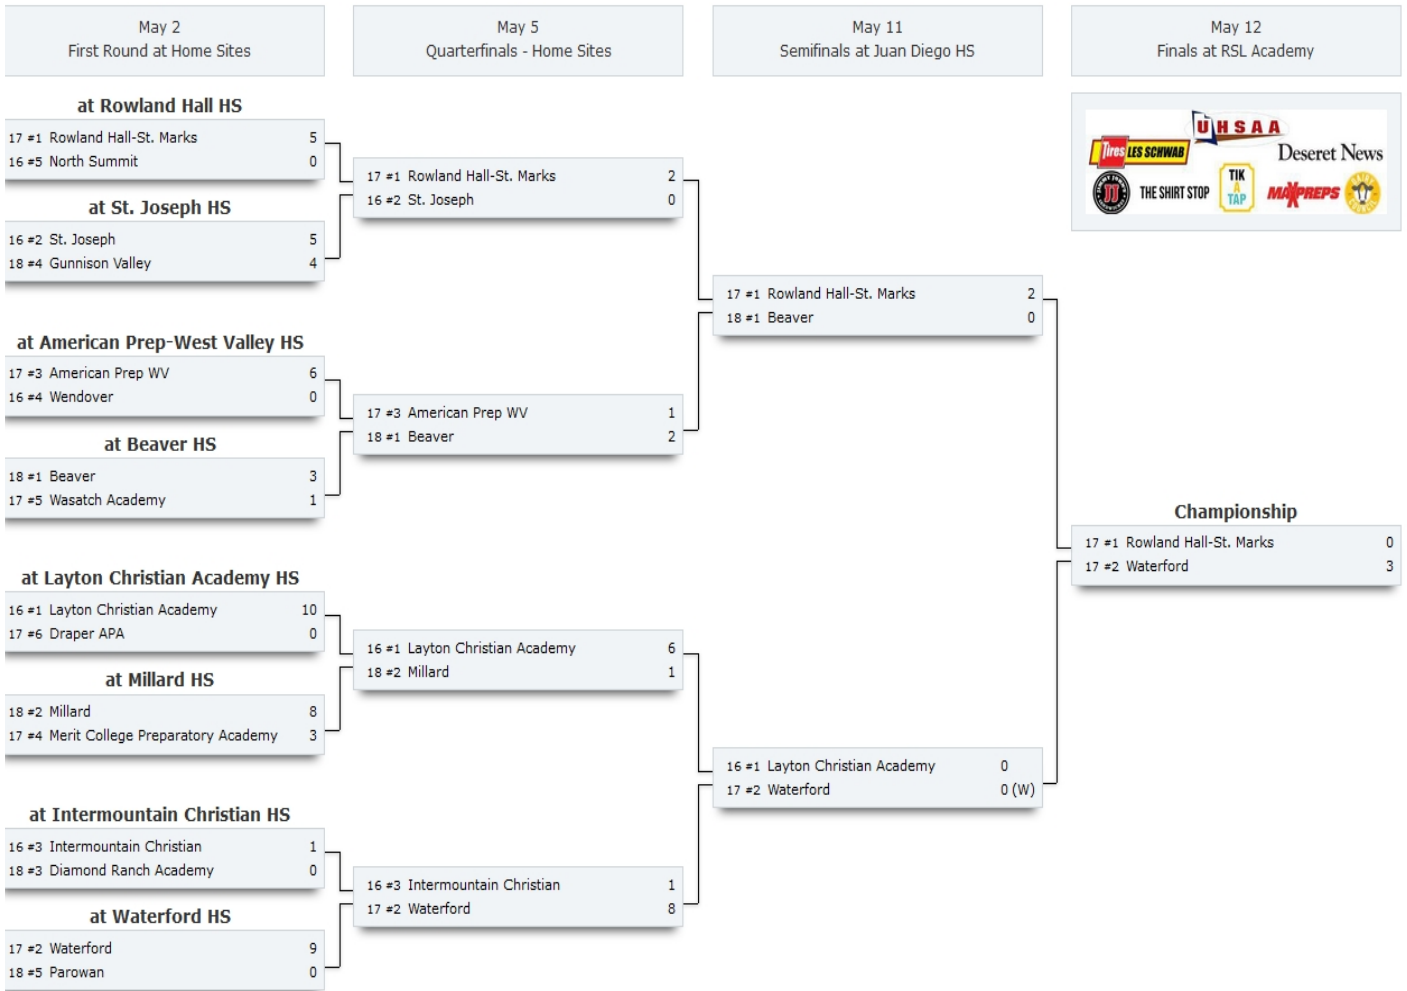 May 2
First Round at Home Sites
May 5
Quarterfinals - Home Sites
May 11
Semifinals at Juan Diego HS
May 12
Finals at RSL Academy
at Rowland Hall HS
17 #1 Rowland Hall-St. Marks 5
16 #5 North Summit 0
at St. Joseph HS
16 #2 St. Joseph 5
18 #4 Gunnison Valley 4
at American Prep-West Valley HS
17 #3 American Prep WV 6
16 #4 Wendover 0
at Beaver HS
18 #1 Beaver 3
17 #5 Wasatch Academy 1
at Layton Christian Academy HS
16 #1 Layton Christian Academy 10
17 #6 Draper APA 0
at Millard HS
18 #2 Millard 8
17 #4 Merit College Preparatory Academy 3
at Intermountain Christian HS
16 #3 Intermountain Christian 1
18 #3 Diamond Ranch Academy 0
at Waterford HS
17 #2 Waterford 9
18 #5 Parowan 0
17 #1 Rowland Hall-St. Marks 2
16 #2 St. Joseph 0
17 #3 American Prep WV 1
18 #1 Beaver 2
16 #1 Layton Christian Academy 6
18 #2 Millard 1
16 #3 Intermountain Christian 1
17 #2 Waterford 8
17 #1 Rowland Hall-St. Marks 2
18 #1 Beaver 0
16 #1 Layton Christian Academy 0
17 #2 Waterford 0 (W)
UHSAA
Tires LES SCHWAB
Deseret News
JJ
THE SHIRT STOP
TIK
A
TAP
MAXPREPS
Championship
17 #1 Rowland Hall-St. Marks 0
17 #2 Waterford 3